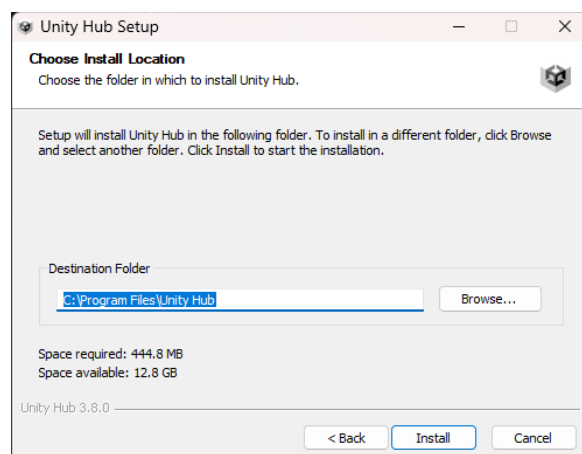 Unity Hub Setup
Choose Install Location
Choose the folder in which to install Unity Hub.
Setup will install Unity Hub in the following folder. To install in a different folder, click Browse
and select another folder. Click Install to start the installation.
Destination Folder
C:\Program Files\Unity Hub
Browse...
Space required: 444.8 MB
Space available: 12.8 GB
Unity Hub 3.8.0
< Back
Install
Cancel